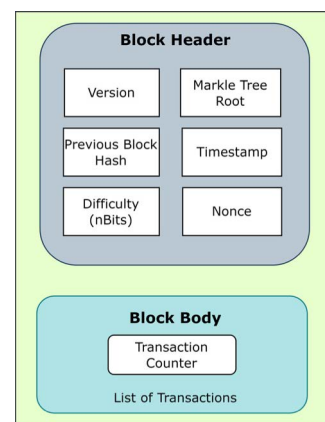 Block Header
Version
Markle Tree
Root
Previous Block
Hash
Timestamp
Difficulty
(nBits)
Nonce
Block Body
Transaction
Counter
List of Transactions